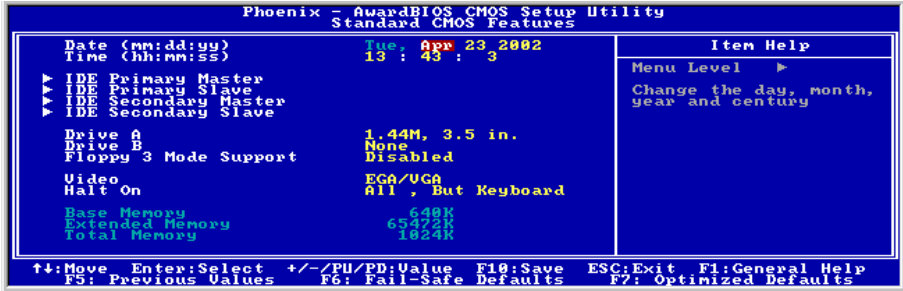 Phoenix - AwardBIOS CMOS Setup Utility
Standard CMOS Features
Date (mm:dd:yy) Tue, Apr 23 2002
Time (hh:mm:ss) 13 : 43 : 3
► IDE Primary Master
► IDE Primary Slave
► IDE Secondary Master
► IDE Secondary Slave
Drive A 1.44M, 3.5 in.
Drive B None
Floppy 3 Mode Support Disabled
Video EGA/VGA
Halt On All , But Keyboard
Base Memory 640K
Extended Memory 65472K
Total Memory 1024K
Item Help
Menu Level ►
Change the day, month,
year and century
↑↓:Move Enter:Select +/-/PU/PD:Value F10:Save ESC:Exit F1:General Help
F5: Previous Values F6: Fail-Safe Defaults F7: Optimized Defaults